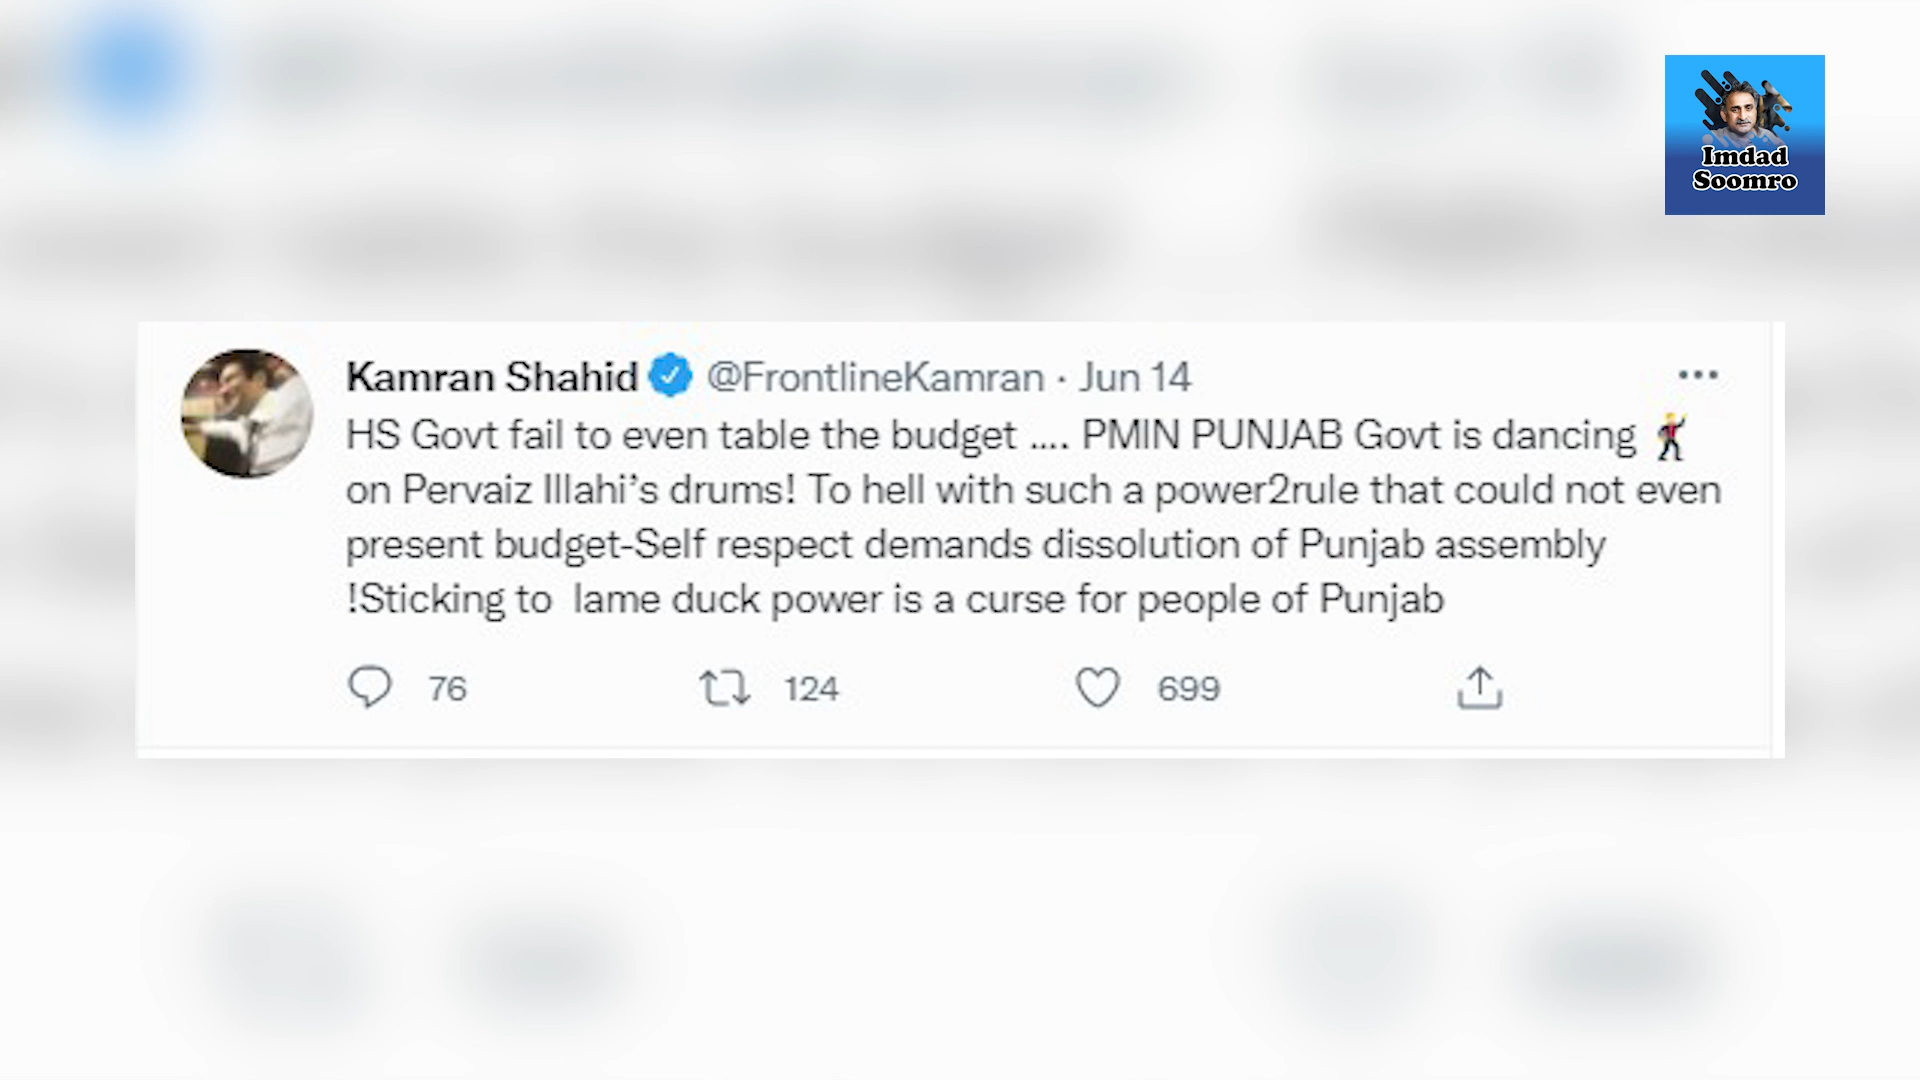 Imdad
Soomro
Kamran Shahid @FrontlineKamran · Jun 14
HS Govt fail to even table the budget .... PMlN PUNJAB Govt is dancing 🕺
on Pervaiz Illahi’s drums! To hell with such a power2rule that could not even
present budget-Self respect demands dissolution of Punjab assembly
!Sticking to lame duck power is a curse for people of Punjab
76 124 699